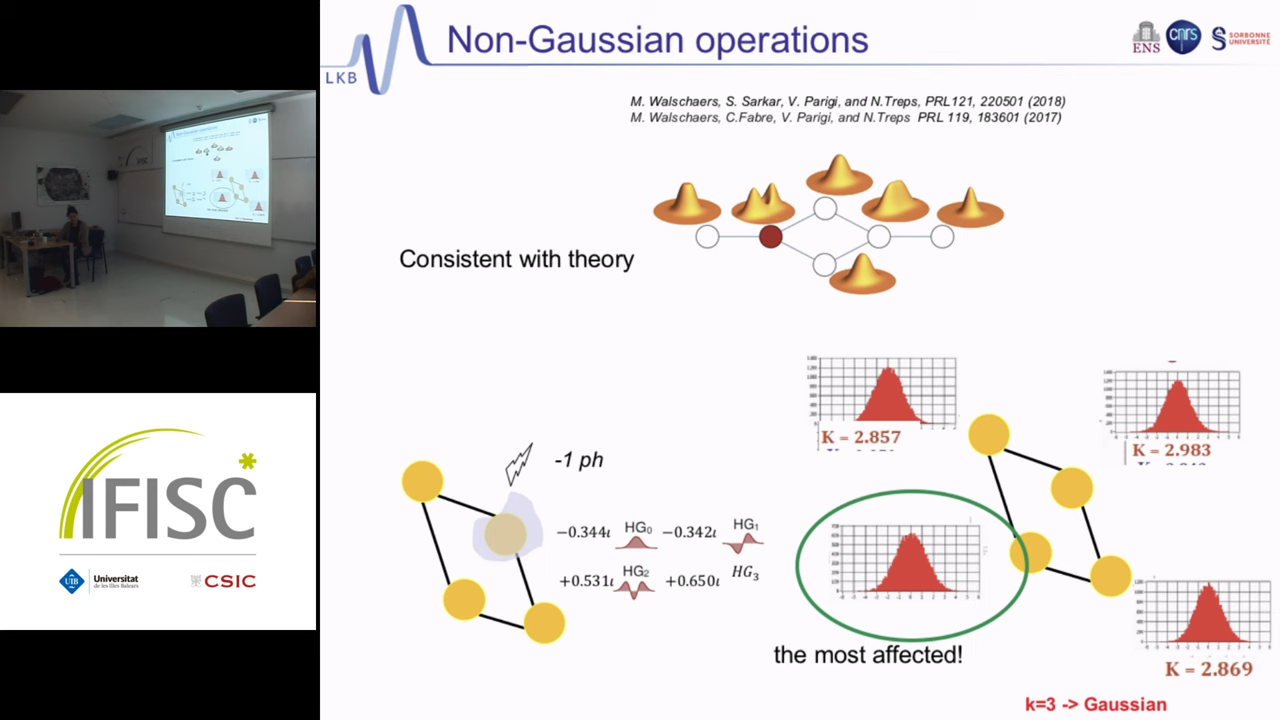 Non-Gaussian operations
LKB
ENS
cnrs
SORBONNE
UNIVERSITÉ
M. Walschaers, S. Sarkar, V. Parigi, and N.Treps, PRL121, 220501 (2018)
M. Walschaers, C.Fabre, V. Parigi, and N.Treps PRL 119, 183601 (2017)
Consistent with theory
-1 ph
−0.344ι HG₀ −0.342ι HG₁
+0.531ι HG₂ +0.650ι HG₃
K = 2.857
K = 2.983
the most affected!
K = 2.869
k=3 -> Gaussian
IFISC
UIB
Universitat
de les Illes Balears
CSIC